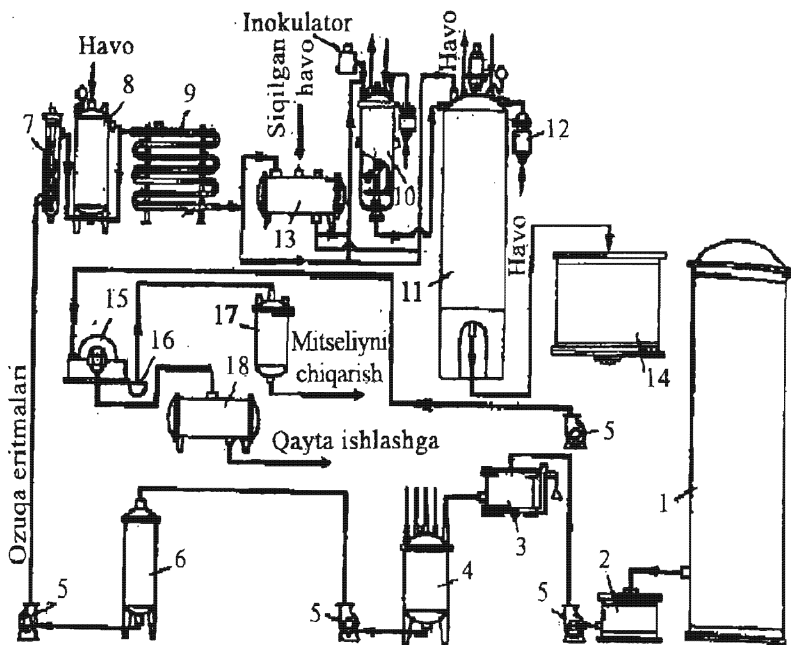 Inokulator
Havo
Siqilgan
havo
Havo
7
8
9
10
12
13
Havo
11
14
15
16
17
Mitseliyni
chiqarish
18
Qayta ishlashga
Ozuqa eritmalari
5
3
1
6
4
2
5
5
5